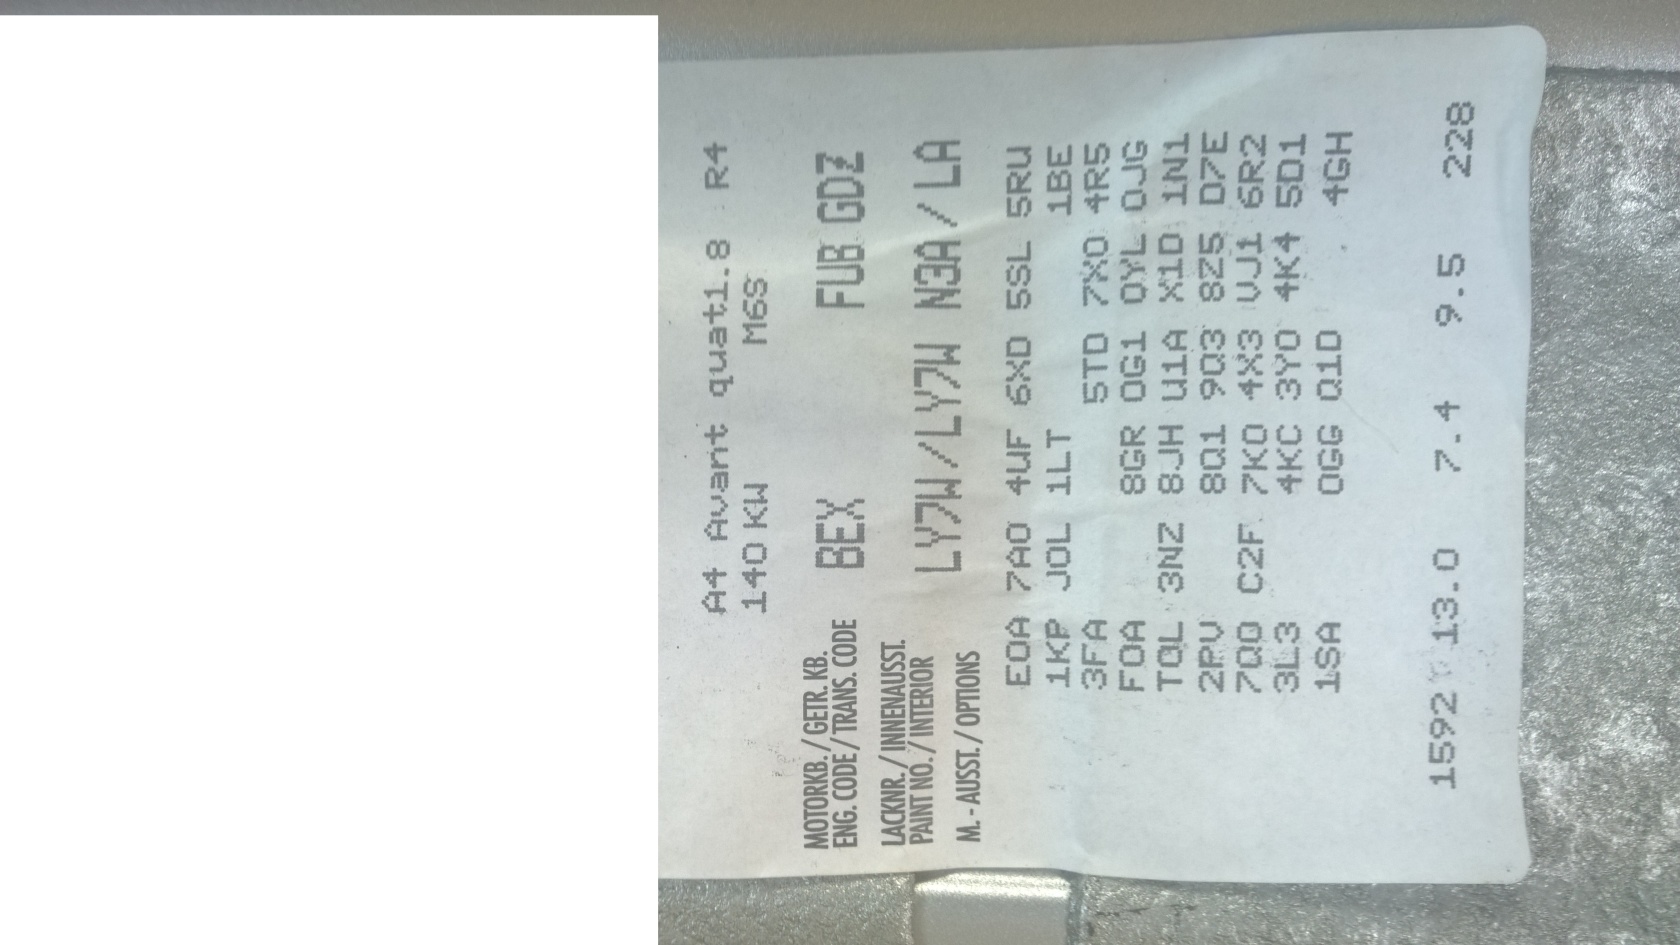 A4 Avant quat1.8 R4
140 KW M6S
MOTORKB. / GETR. KB.
ENG. CODE / TRANS. CODE BEX FUB GDZ
LACKNR. / INNENAUSST.
PAINT NO. / INTERIOR LY7W/LY7W N3A / LA
M. - AUSST. / OPTIONS
E0A 7A0 4UF 6XD 5SL 5RU
1KP J0L 1LT 1BE
3FA 5TD 7X0 4R5
F0A 8GR 0G1 0YL 0JG
TQL 3NZ 8JH U1A X1D 1N1
2PV 8Q1 9Q3 8Z5 D7E
7Q0 C2F 7K0 4X3 VJ1 6R2
3L3 4KC 3Y0 4K4 5D1
1SA 0GG Q1D 4GH
1592 13.0 7.4 9.5 228